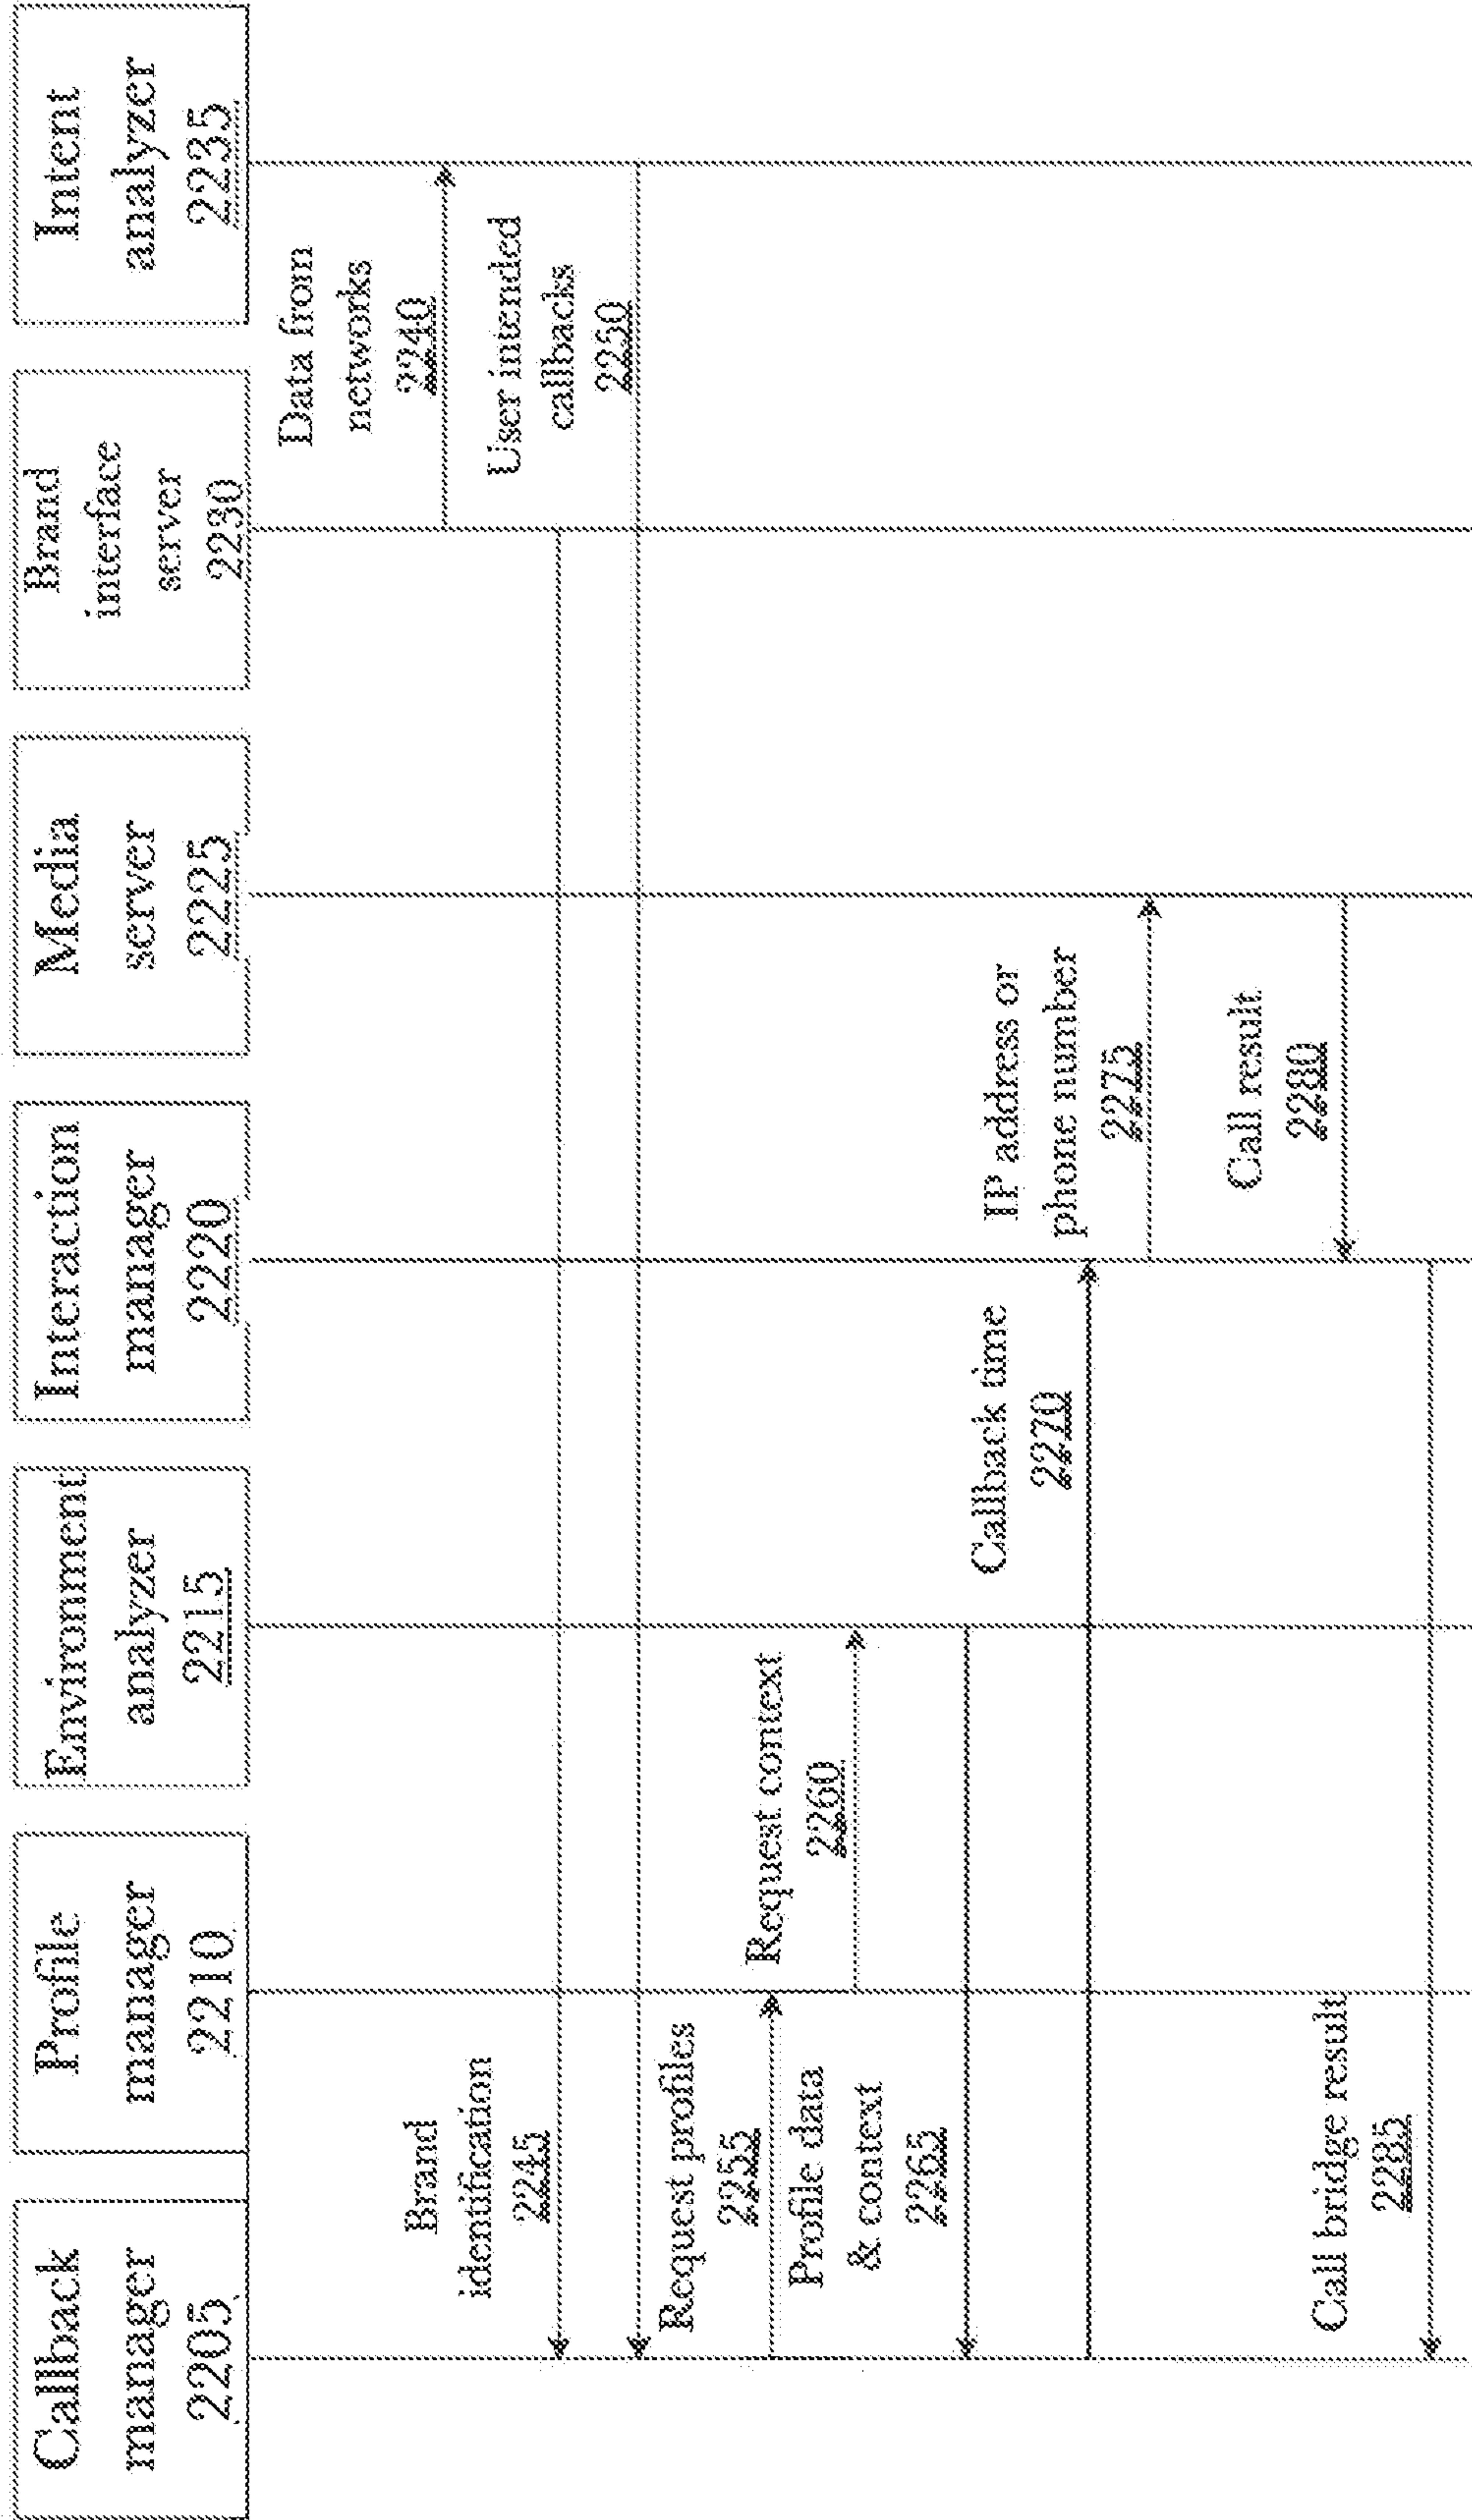 Callback
manager
2205
Profile
manager
2210
Environment
analyzer
2215
Interaction
manager
2220
Media
server
2225
Brand
interface
server
2230
Intent
analyzer
2235
Data from
networks
2240
Brand
identification
2245
User intended
callbacks
2250
Request profiles
2255
Request context
2260
Profile data
& context
2265
Callback time
2270
IP address or
phone number
2275
Call result
2280
Call bridge result
2285